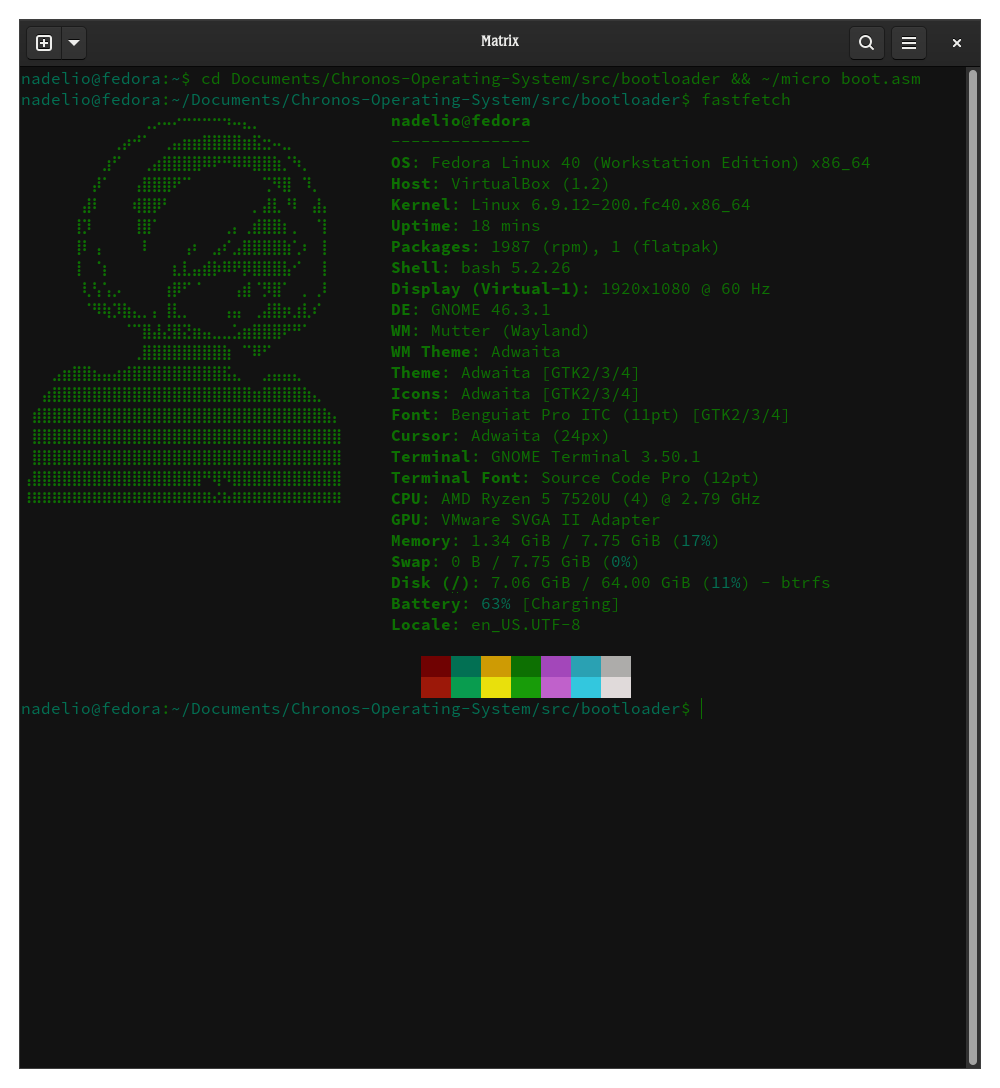 Matrix
nadelio@fedora:~$ cd Documents/Chronos-Operating-System/src/bootloader && ~/micro boot.asm
nadelio@fedora:~/Documents/Chronos-Operating-System/src/bootloader$ fastfetch
nadelio@fedora
--------------
OS: Fedora Linux 40 (Workstation Edition) x86_64
Host: VirtualBox (1.2)
Kernel: Linux 6.9.12-200.fc40.x86_64
Uptime: 18 mins
Packages: 1987 (rpm), 1 (flatpak)
Shell: bash 5.2.26
Display (Virtual-1): 1920x1080 @ 60 Hz
DE: GNOME 46.3.1
WM: Mutter (Wayland)
WM Theme: Adwaita
Theme: Adwaita [GTK2/3/4]
Icons: Adwaita [GTK2/3/4]
Font: Benguiat Pro ITC (11pt) [GTK2/3/4]
Cursor: Adwaita (24px)
Terminal: GNOME Terminal 3.50.1
Terminal Font: Source Code Pro (12pt)
CPU: AMD Ryzen 5 7520U (4) @ 2.79 GHz
GPU: VMware SVGA II Adapter
Memory: 1.34 GiB / 7.75 GiB (17%)
Swap: 0 B / 7.75 GiB (0%)
Disk (/): 7.06 GiB / 64.00 GiB (11%) - btrfs
Battery: 63% [Charging]
Locale: en_US.UTF-8
nadelio@fedora:~/Documents/Chronos-Operating-System/src/bootloader$